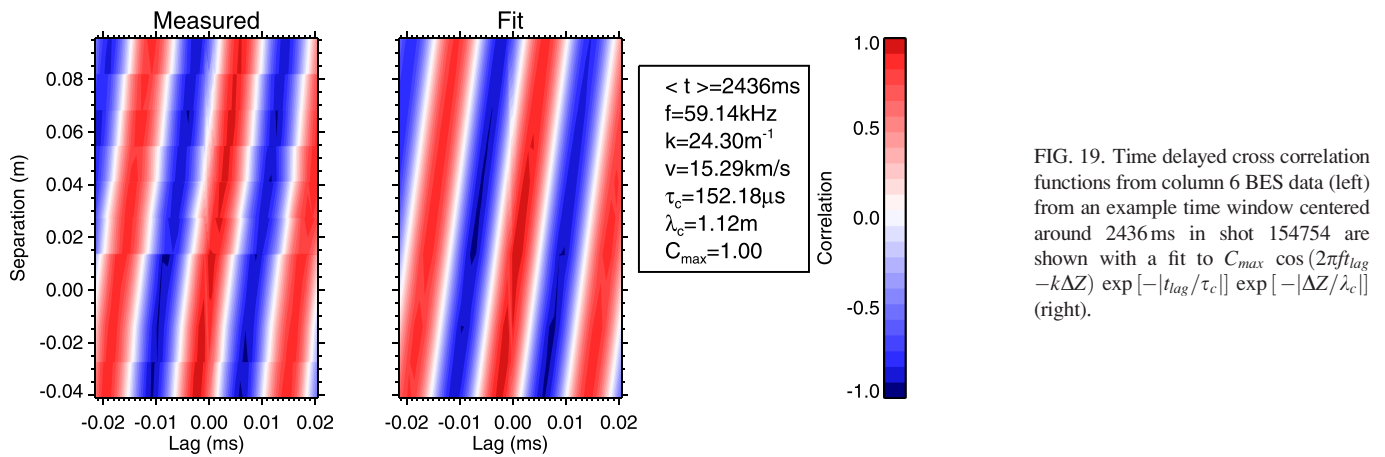 Measured
Fit
Separation (m)
0.08
0.06
0.04
0.02
0.00
-0.02
-0.04
-0.02 -0.01 0.00 0.01 0.02
Lag (ms)
-0.02 -0.01 0.00 0.01 0.02
Lag (ms)
< t >=2436ms
f=59.14kHz
k=24.30m⁻¹
v=15.29km/s
τc=152.18μs
λc=1.12m
Cmax=1.00
Correlation
1.0
0.5
0.0
-0.5
-1.0
FIG. 19. Time delayed cross correlation
functions from column 6 BES data (left)
from an example time window centered
around 2436 ms in shot 154754 are
shown with a fit to Cmax cos (2πftlag
−kΔZ) exp [−|tlag/τc|] exp [−|ΔZ/λc|]
(right).